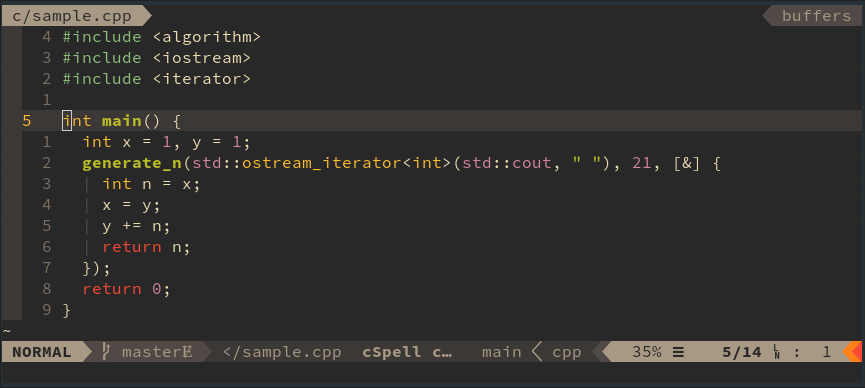 c/sample.cpp buffers
4 #include <algorithm>
3 #include <iostream>
2 #include <iterator>
1
5 int main() {
1 int x = 1, y = 1;
2 generate_n(std::ostream_iterator<int>(std::cout, " "), 21, [&] {
3 | int n = x;
4 | x = y;
5 | y += n;
6 | return n;
7 });
8 return 0;
9 }
~
NORMAL master </sample.cpp cSpell c… main cpp 35% ☰ 5/14 : 1